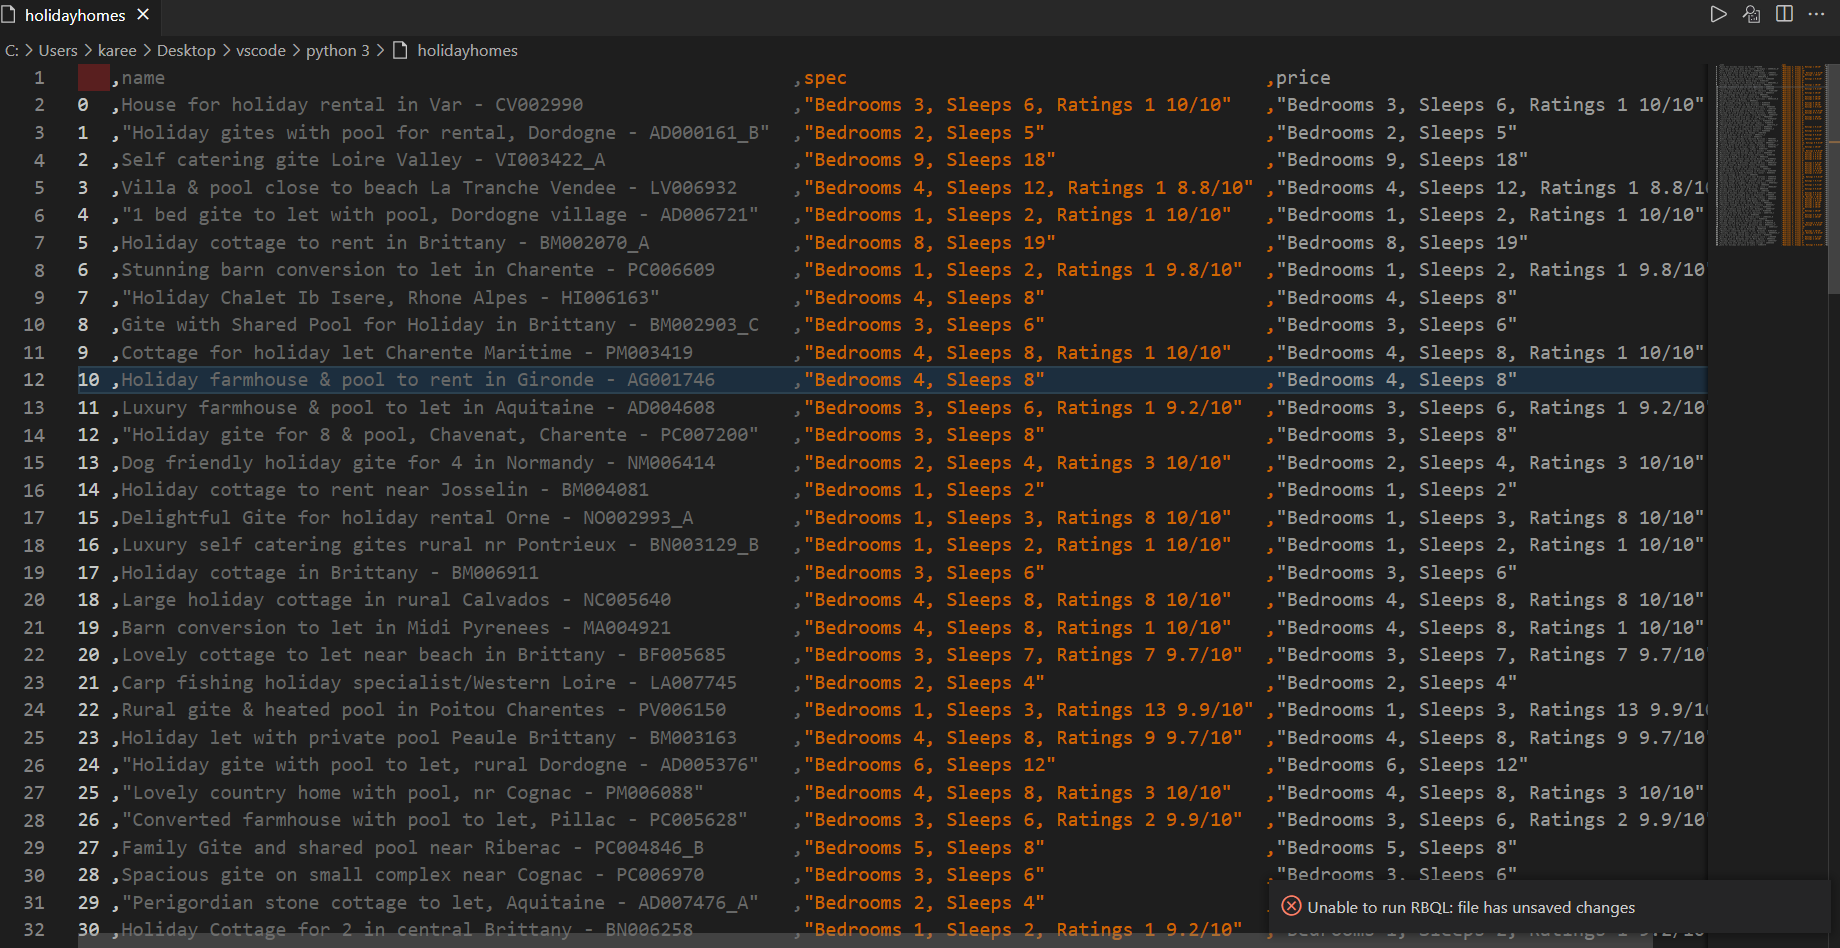 holidayhomes
C: > Users > karee > Desktop > vscode > python 3 > holidayhomes
1 ,name ,spec ,price
2 0 ,House for holiday rental in Var - CV002990 ,"Bedrooms 3, Sleeps 6, Ratings 1 10/10" ,"Bedrooms 3, Sleeps 6, Ratings 1 10/10"
3 1 ,"Holiday gites with pool for rental, Dordogne - AD000161_B" ,"Bedrooms 2, Sleeps 5" ,"Bedrooms 2, Sleeps 5"
4 2 ,Self catering gite Loire Valley - VI003422_A ,"Bedrooms 9, Sleeps 18" ,"Bedrooms 9, Sleeps 18"
5 3 ,Villa & pool close to beach La Tranche Vendee - LV006932 ,"Bedrooms 4, Sleeps 12, Ratings 1 8.8/10" ,"Bedrooms 4, Sleeps 12, Ratings 1 8.8/10
6 4 ,"1 bed gite to let with pool, Dordogne village - AD006721" ,"Bedrooms 1, Sleeps 2, Ratings 1 10/10" ,"Bedrooms 1, Sleeps 2, Ratings 1 10/10"
7 5 ,Holiday cottage to rent in Brittany - BM002070_A ,"Bedrooms 8, Sleeps 19" ,"Bedrooms 8, Sleeps 19"
8 6 ,Stunning barn conversion to let in Charente - PC006609 ,"Bedrooms 1, Sleeps 2, Ratings 1 9.8/10" ,"Bedrooms 1, Sleeps 2, Ratings 1 9.8/10"
9 7 ,"Holiday Chalet Ib Isere, Rhone Alpes - HI006163" ,"Bedrooms 4, Sleeps 8" ,"Bedrooms 4, Sleeps 8"
10 8 ,Gite with Shared Pool for Holiday in Brittany - BM002903_C ,"Bedrooms 3, Sleeps 6" ,"Bedrooms 3, Sleeps 6"
11 9 ,Cottage for holiday let Charente Maritime - PM003419 ,"Bedrooms 4, Sleeps 8, Ratings 1 10/10" ,"Bedrooms 4, Sleeps 8, Ratings 1 10/10"
12 10 ,Holiday farmhouse & pool to rent in Gironde - AG001746 ,"Bedrooms 4, Sleeps 8" ,"Bedrooms 4, Sleeps 8"
13 11 ,Luxury farmhouse & pool to let in Aquitaine - AD004608 ,"Bedrooms 3, Sleeps 6, Ratings 1 9.2/10" ,"Bedrooms 3, Sleeps 6, Ratings 1 9.2/10
14 12 ,"Holiday gite for 8 & pool, Chavenat, Charente - PC007200" ,"Bedrooms 3, Sleeps 8" ,"Bedrooms 3, Sleeps 8"
15 13 ,Dog friendly holiday gite for 4 in Normandy - NM006414 ,"Bedrooms 2, Sleeps 4, Ratings 3 10/10" ,"Bedrooms 2, Sleeps 4, Ratings 3 10/10"
16 14 ,Holiday cottage to rent near Josselin - BM004081 ,"Bedrooms 1, Sleeps 2" ,"Bedrooms 1, Sleeps 2"
17 15 ,Delightful Gite for holiday rental Orne - NO002993_A ,"Bedrooms 1, Sleeps 3, Ratings 8 10/10" ,"Bedrooms 1, Sleeps 3, Ratings 8 10/10"
18 16 ,Luxury self catering gites rural nr Pontrieux - BN003129_B ,"Bedrooms 1, Sleeps 2, Ratings 1 10/10" ,"Bedrooms 1, Sleeps 2, Ratings 1 10/10"
19 17 ,Holiday cottage in Brittany - BM006911 ,"Bedrooms 3, Sleeps 6" ,"Bedrooms 3, Sleeps 6"
20 18 ,Large holiday cottage in rural Calvados - NC005640 ,"Bedrooms 4, Sleeps 8, Ratings 8 10/10" ,"Bedrooms 4, Sleeps 8, Ratings 8 10/10"
21 19 ,Barn conversion to let in Midi Pyrenees - MA004921 ,"Bedrooms 4, Sleeps 8, Ratings 1 10/10" ,"Bedrooms 4, Sleeps 8, Ratings 1 10/10"
22 20 ,Lovely cottage to let near beach in Brittany - BF005685 ,"Bedrooms 3, Sleeps 7, Ratings 7 9.7/10" ,"Bedrooms 3, Sleeps 7, Ratings 7 9.7/10
23 21 ,Carp fishing holiday specialist/Western Loire - LA007745 ,"Bedrooms 2, Sleeps 4" ,"Bedrooms 2, Sleeps 4"
24 22 ,Rural gite & heated pool in Poitou Charentes - PV006150 ,"Bedrooms 1, Sleeps 3, Ratings 13 9.9/10" ,"Bedrooms 1, Sleeps 3, Ratings 13 9.9/10
25 23 ,Holiday let with private pool Peaule Brittany - BM003163 ,"Bedrooms 4, Sleeps 8, Ratings 9 9.7/10" ,"Bedrooms 4, Sleeps 8, Ratings 9 9.7/10
26 24 ,"Holiday gite with pool to let, rural Dordogne - AD005376" ,"Bedrooms 6, Sleeps 12" ,"Bedrooms 6, Sleeps 12"
27 25 ,"Lovely country home with pool, nr Cognac - PM006088" ,"Bedrooms 4, Sleeps 8, Ratings 3 10/10" ,"Bedrooms 4, Sleeps 8, Ratings 3 10/10"
28 26 ,"Converted farmhouse with pool to let, Pillac - PC005628" ,"Bedrooms 3, Sleeps 6, Ratings 2 9.9/10" ,"Bedrooms 3, Sleeps 6, Ratings 2 9.9/10
29 27 ,Family Gite and shared pool near Riberac - PC004846_B ,"Bedrooms 5, Sleeps 8" ,"Bedrooms 5, Sleeps 8"
30 28 ,Spacious gite on small complex near Cognac - PC006970 ,"Bedrooms 3, Sleeps 6" ,"Bedrooms 3, Sleeps 6"
31 29 ,"Perigordian stone cottage to let, Aquitaine - AD007476_A" ,"Bedrooms 2, Sleeps 4" ,
32 30 ,Holiday Cottage for 2 in central Brittany - BN006258 ,"Bedrooms 1, Sleeps 2, Ratings 1 9.2/10"
Unable to run RBQL: file has unsaved changes